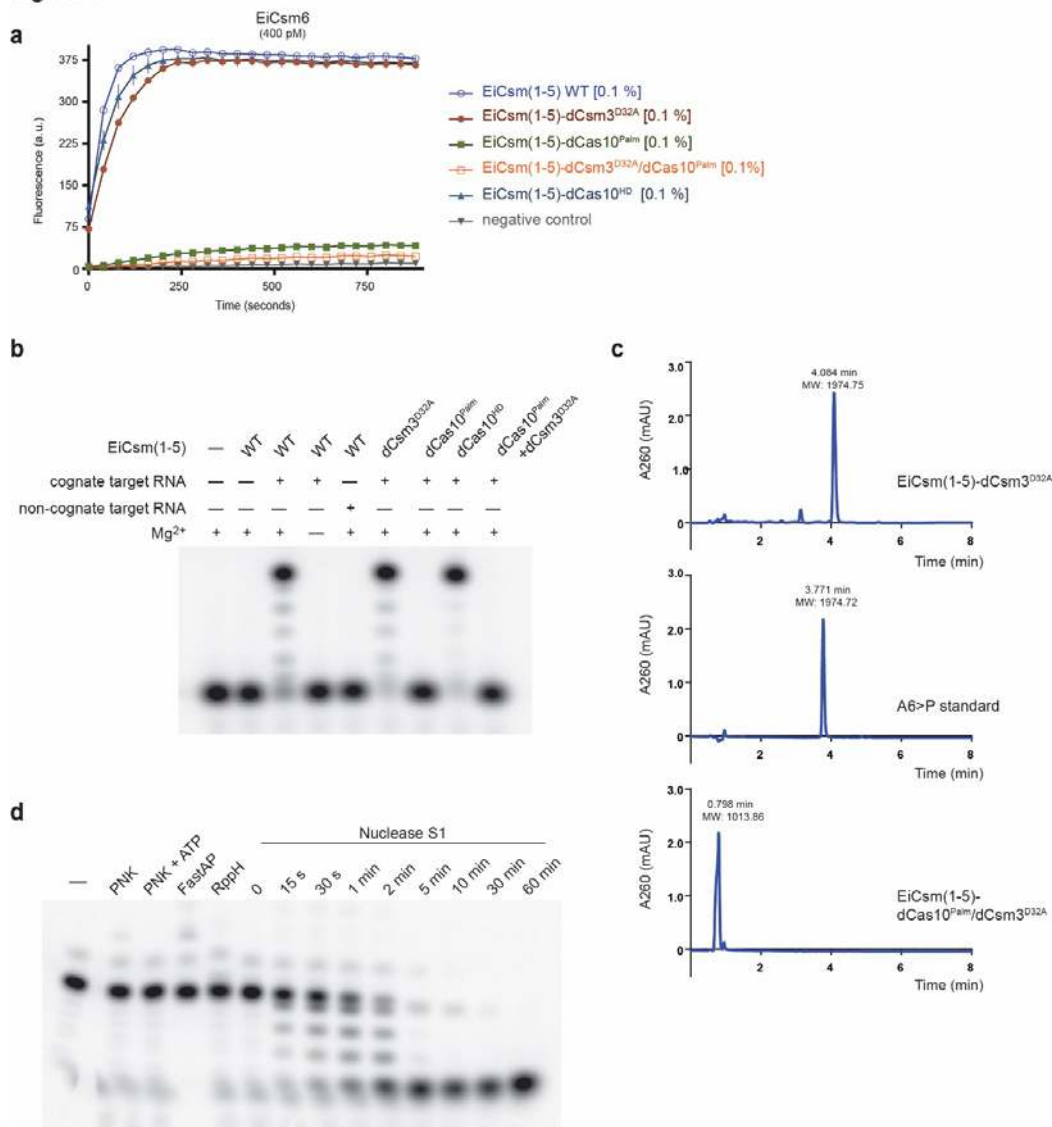 a
EiCsm6
(400 pM)
375
300
225
150
75
0
Fluorescence (a.u.)
0
250
500
750
Time (seconds)
EiCsm(1-5) WT [0.1 %]
EiCsm(1-5)-dCsm3D32A [0.1 %]
EiCsm(1-5)-dCas10Palm [0.1 %]
EiCsm(1-5)-dCsm3D32A/dCas10Palm [0.1%]
EiCsm(1-5)-dCas10HD [0.1 %]
negative control
b
EiCsm(1-5) — WT WT WT WT dCsm3D32A dCas10Palm dCas10HD dCas10Palm +dCsm3D32A
cognate target RNA — — + + — + + + +
non-cognate target RNA — — — — + — — — —
Mg2+ + + + — + + + + +
c
3.0
2.0
1.0
0
A260 (mAU)
4.084 min
MW: 1974.75
EiCsm(1-5)-dCsm3D32A
2 4 6 8
Time (min)
3.0
2.0
1.0
0
A260 (mAU)
3.771 min
MW: 1974.72
A6>P standard
2 4 6 8
Time (min)
3.0
2.0
1.0
0
A260 (mAU)
0.798 min
MW: 1013.86
EiCsm(1-5)-
dCas10Palm/dCsm3D32A
2 4 6 8
Time (min)
d
Nuclease S1
— PNK PNK + ATP FastAP RppH 0 15 s 30 s 1 min 2 min 5 min 10 min 30 min 60 min